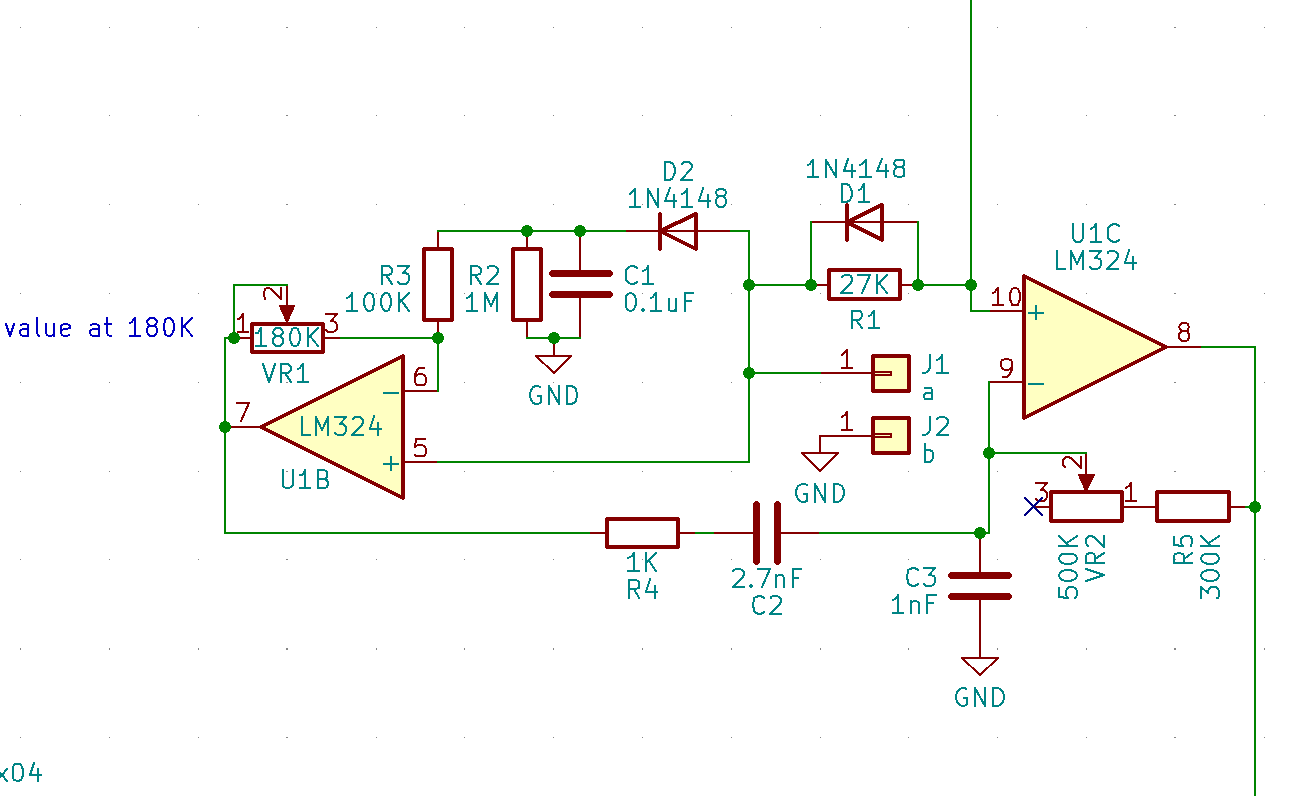 D2
1N4148
1N4148
D1
U1C
LM324
R3
100K
R2
1M
C1
0.1uF
27K
R1
10
+
9
−
8
value at 180K
1
2
3
180K
VR1
6
−
7
LM324
5
+
U1B
GND
1
J1
a
1
J2
b
GND
2
3
1
500K
VR2
R5
300K
1K
R4
2.7nF
C2
C3
1nF
GND
x04